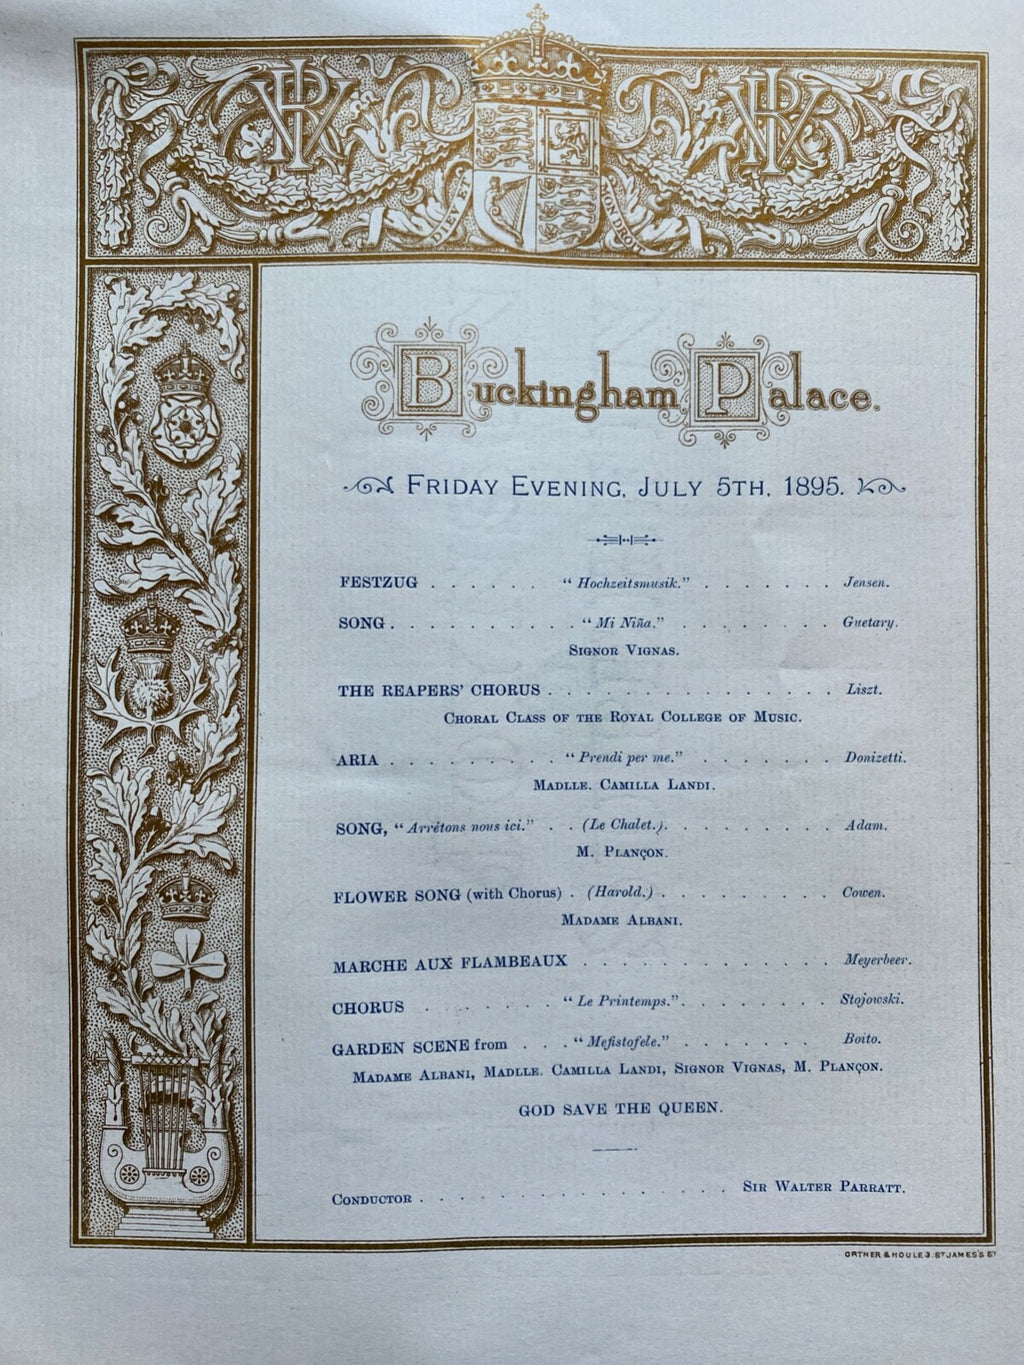 VRI
VRI
DIEV ET
MON DROIT
Buckingham Palace.
FRIDAY EVENING, JULY 5TH, 1895.
FESTZUG . . . . . . "Hochzeitsmusik." . . . . . . . Jensen.
SONG . . . . . . . . . . "Mi Niña." . . . . . . . . Guetary.
SIGNOR VIGNAS.
THE REAPERS' CHORUS . . . . . . . . . . . . . . . Liszt.
CHORAL CLASS OF THE ROYAL COLLEGE OF MUSIC.
ARIA . . . . . . . . . "Prendi per me." . . . . . . . Donizetti.
MADLLE. CAMILLA LANDI.
SONG, "Arrêtons nous ici." . . (Le Chalet.) . . . . . . . . . Adam.
M. PLANÇON.
FLOWER SONG (with Chorus) . (Harold.) . . . . . . . . . Cowen.
MADAME ALBANI.
MARCHE AUX FLAMBEAUX . . . . . . . . . . . . . Meyerbeer.
CHORUS . . . . . . "Le Printemps." . . . . . . . . Stojowski.
GARDEN SCENE from . . . "Mefistofele." . . . . . . . Boito.
MADAME ALBANI, MADLLE. CAMILLA LANDI, SIGNOR VIGNAS, M. PLANÇON.
GOD SAVE THE QUEEN.
CONDUCTOR . . . . . . . . . . . . . . . . SIR WALTER PARRATT.
ORTNER & HOULE 3. ST JAMES'S ST